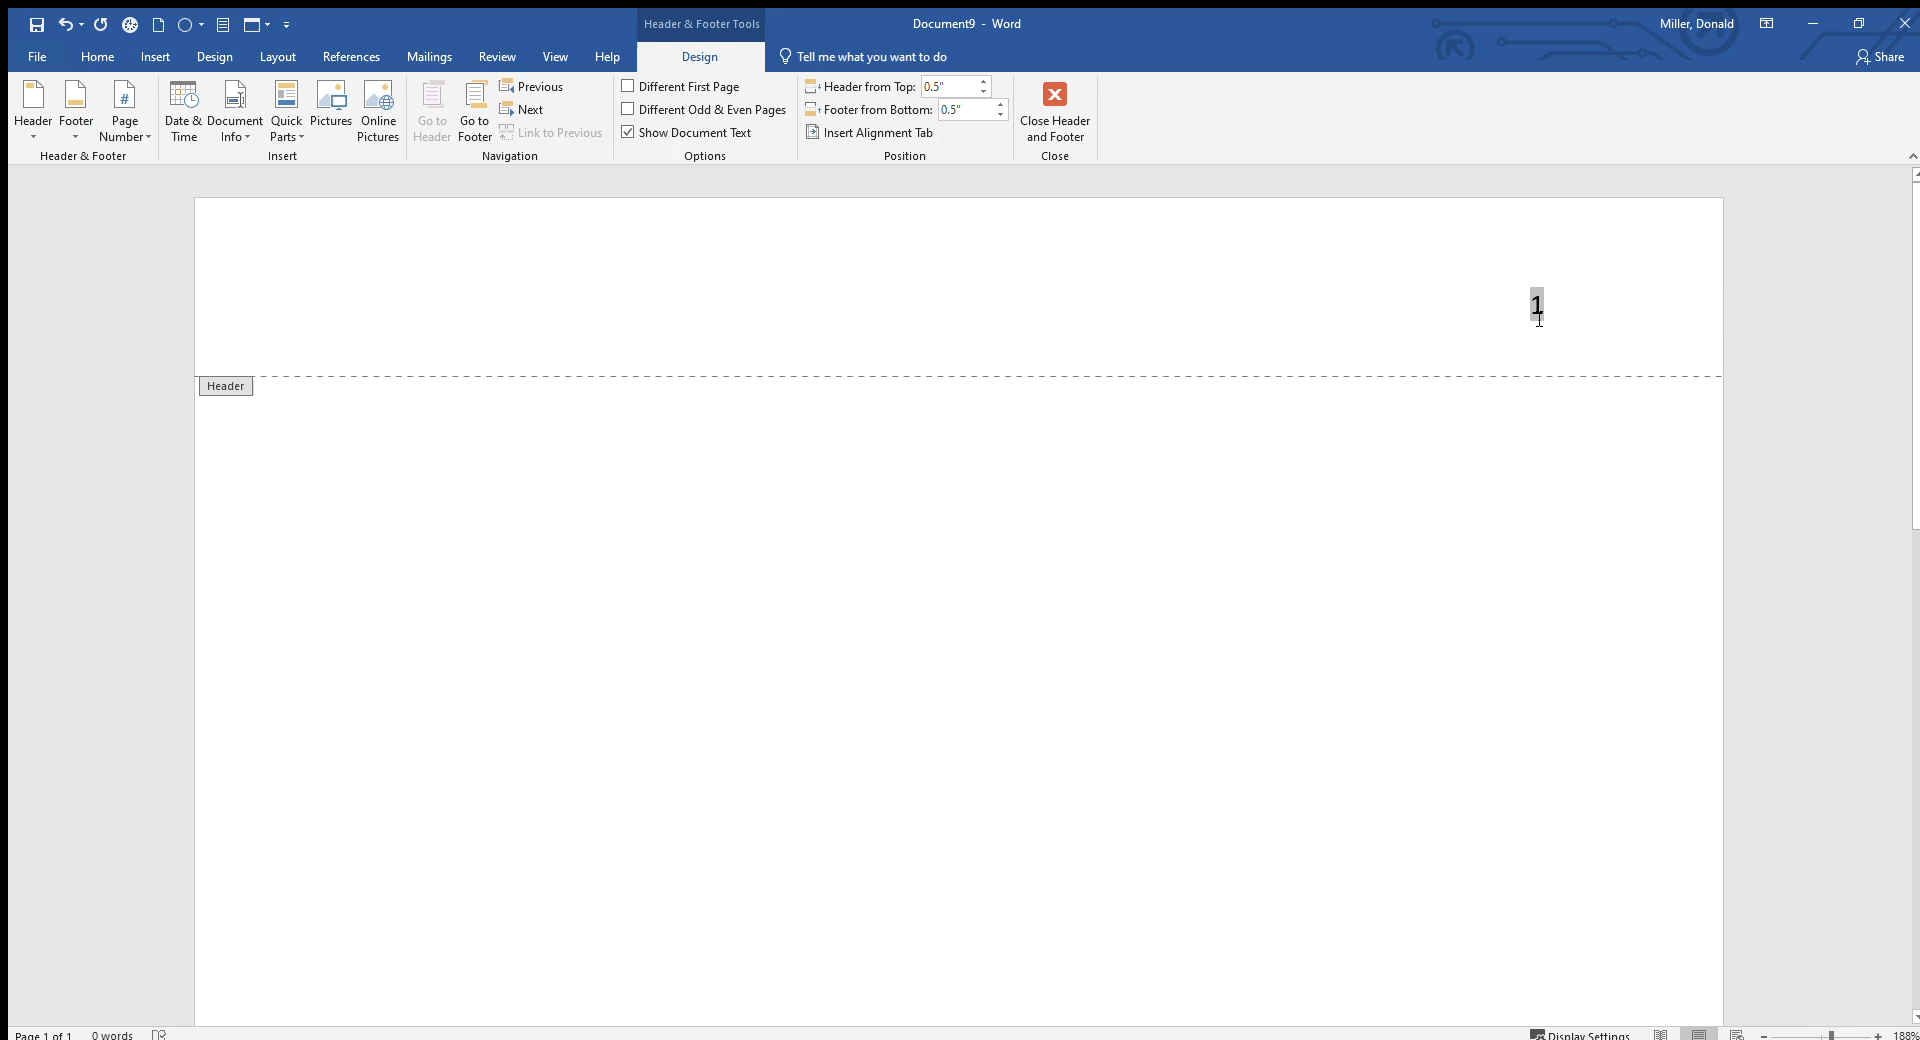 Header & Footer Tools
Document9 - Word
Miller, Donald
File Home Insert Design Layout References Mailings Review View Help Design Tell me what you want to do Share
Header
Footer
Page Number
Header & Footer
Date & Time
Document Info
Quick Parts
Pictures
Online Pictures
Insert
Go to Header
Go to Footer
Previous
Next
Link to Previous
Navigation
Different First Page
Different Odd & Even Pages
Show Document Text
Options
Header from Top: 0.5"
Footer from Bottom: 0.5"
Insert Alignment Tab
Position
Close Header and Footer
Close
1
Header
Page 1 of 1 0 words Display Settings 188%